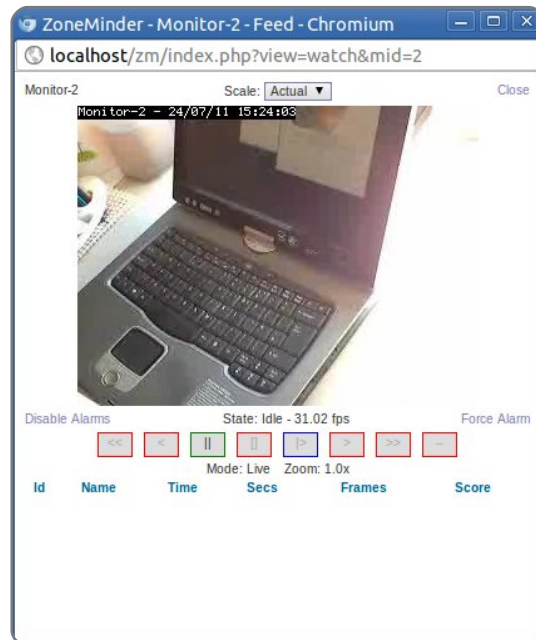 ZoneMinder - Monitor-2 - Feed - Chromium
localhost/zm/index.php?view=watch&mid=2
Monitor-2 Scale: Actual ▼ Close
Monitor-2 - 24/07/11 15:24:03
Disable Alarms State: Idle - 31.02 fps Force Alarm
<< < || [] |> > >> –
Mode: Live Zoom: 1.0x
Id Name Time Secs Frames Score